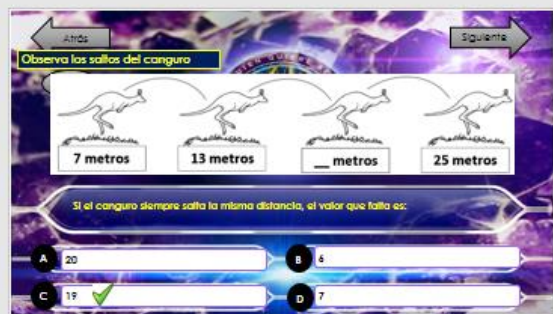 Atrás
Siguiente
Observa los saltos del canguro
7 metros
13 metros
__ metros
25 metros
Si el canguro siempre salta la misma distancia, el valor que falta es:
A 20
B 6
C 19
D 7